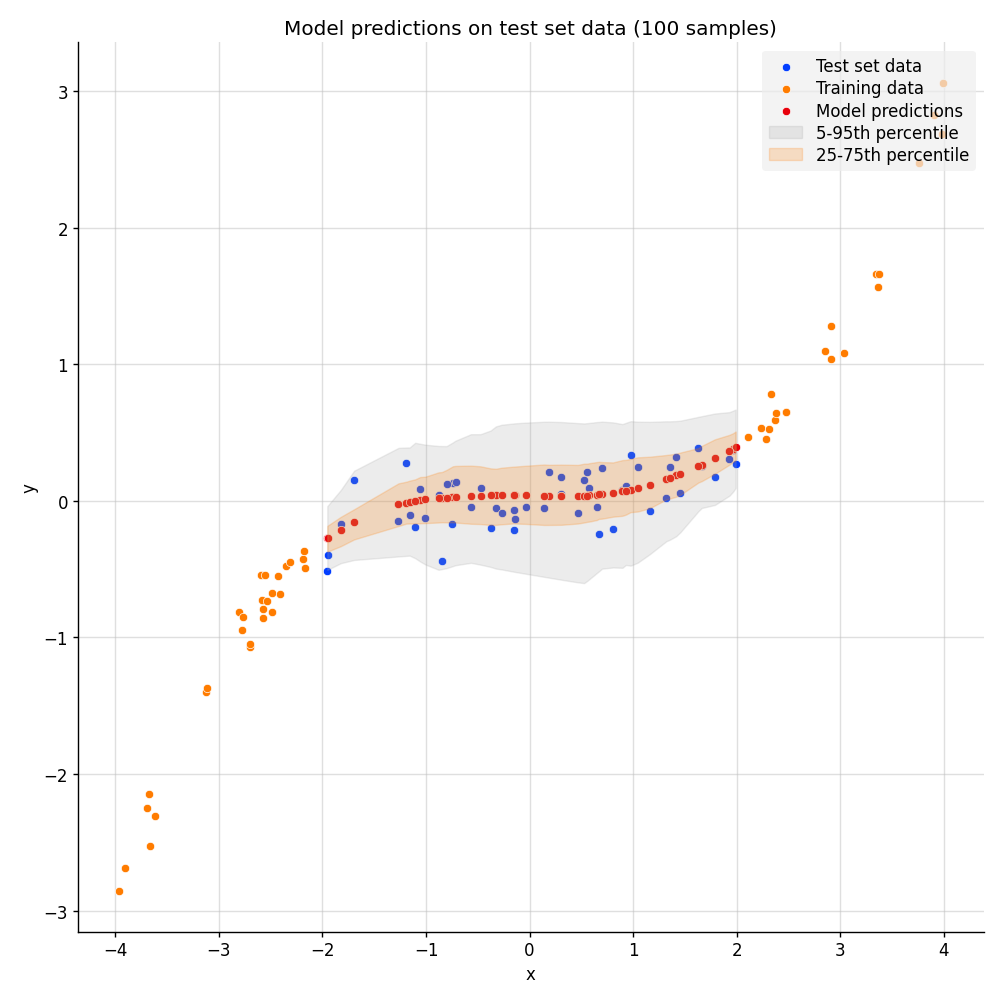 Model predictions on test set data (100 samples)
Test set data
Training data
Model predictions
5-95th percentile
25-75th percentile
3
2
1
0
−1
−2
−3
y
−4 −3 −2 −1 0 1 2 3 4
x